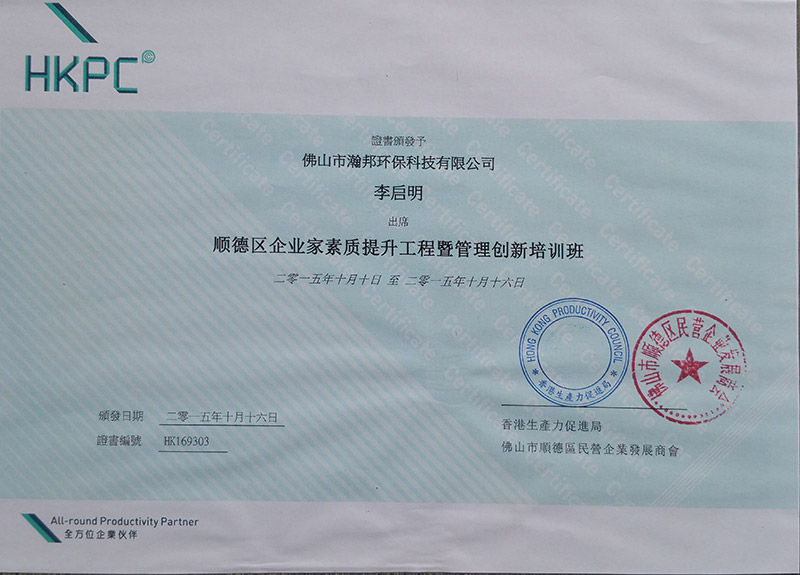 HKPC
證書頒發予
佛山市瀚邦环保科技有限公司
李启明
出席
顺德区企业家素质提升工程暨管理创新培训班
二零一五年十月十日 至 二零一五年十月十六日
HONG KONG PRODUCTIVITY COUNCIL
香港生產力促進局
佛山市顺德区民营企业发展商会
頒發日期 二零一五年十月十六日
證書編號 HK169303
香港生產力促進局
佛山市順德區民營企業發展商會
All-round Productivity Partner
全方位企業伙伴
Certificate